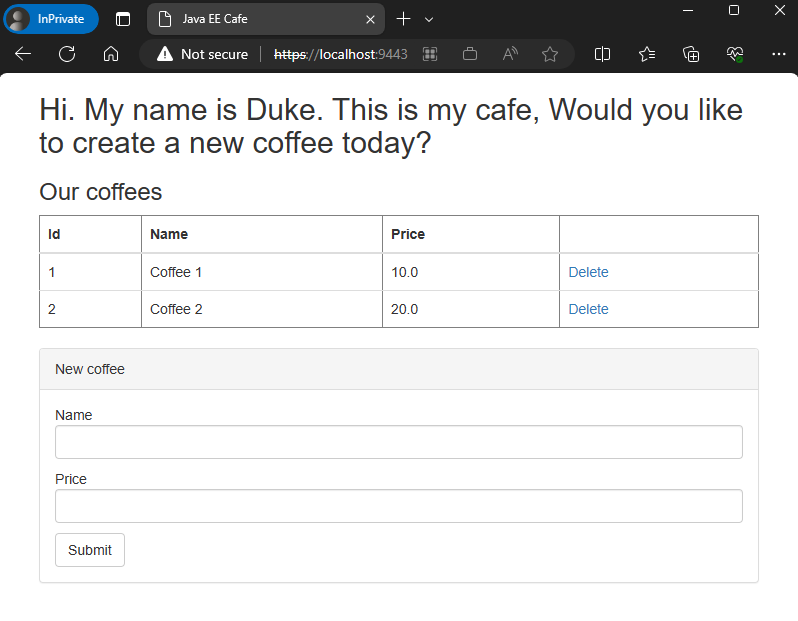 InPrivate
Java EE Cafe
Not secure
https://localhost:9443
Hi. My name is Duke. This is my cafe, Would you like
to create a new coffee today?
Our coffees
Id Name Price
1 Coffee 1 10.0 Delete
2 Coffee 2 20.0 Delete
New coffee
Name
Price
Submit